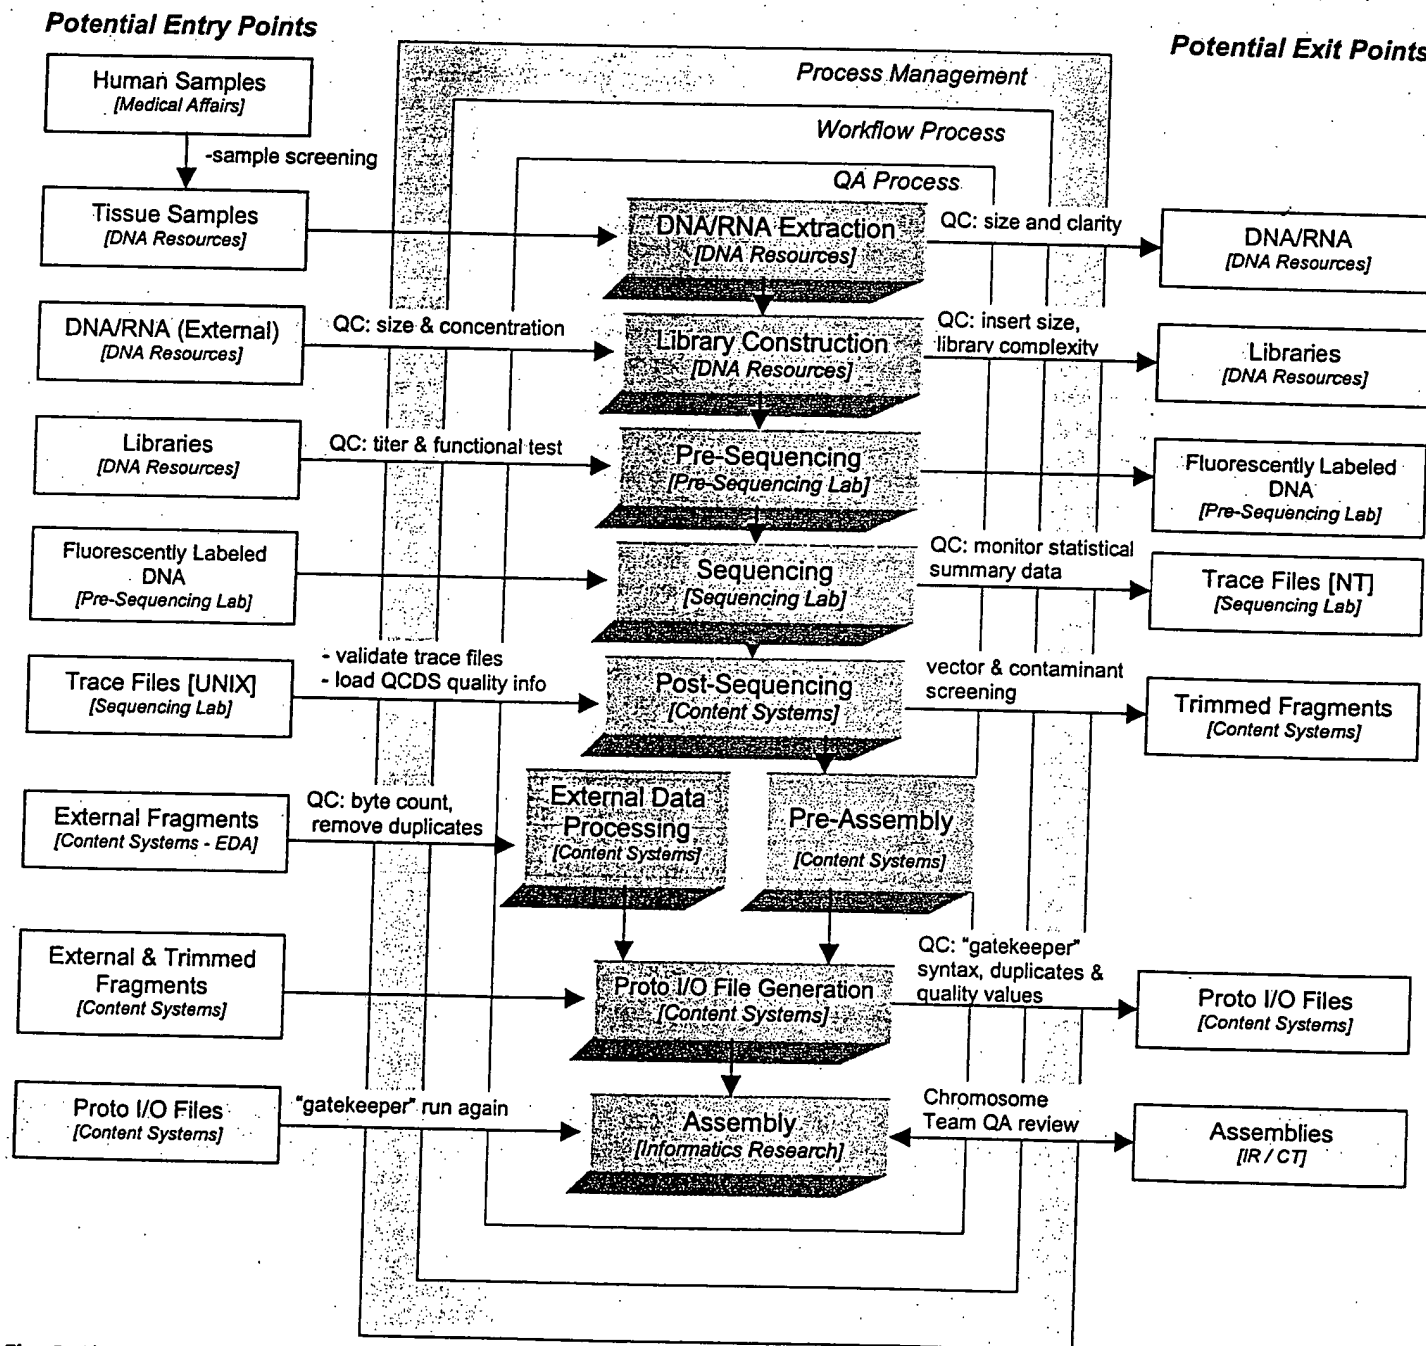 Potential Entry Points
Potential Exit Points
Process Management
Workflow Process
QA Process
Human Samples
[Medical Affairs]
-sample screening
Tissue Samples
[DNA Resources]
DNA/RNA Extraction
[DNA Resources]
QC: size and clarity
DNA/RNA
[DNA Resources]
DNA/RNA (External)
[DNA Resources]
QC: size & concentration
Library Construction
[DNA Resources]
QC: insert size,
library complexity
Libraries
[DNA Resources]
Libraries
[DNA Resources]
QC: titer & functional test
Pre-Sequencing
[Pre-Sequencing Lab]
Fluorescently Labeled
DNA
[Pre-Sequencing Lab]
Fluorescently Labeled
DNA
[Pre-Sequencing Lab]
Sequencing
[Sequencing Lab]
QC: monitor statistical
summary data
Trace Files [NT]
[Sequencing Lab]
Trace Files [UNIX]
[Sequencing Lab]
- validate trace files
- load QCDS quality info
Post-Sequencing
[Content Systems]
vector & contaminant
screening
Trimmed Fragments
[Content Systems]
External Fragments
[Content Systems - EDA]
QC: byte count,
remove duplicates
External Data
Processing
[Content Systems]
Pre-Assembly
[Content Systems]
External & Trimmed
Fragments
[Content Systems]
Proto I/O File Generation
[Content Systems]
QC: "gatekeeper"
syntax, duplicates &
quality values
Proto I/O Files
[Content Systems]
Proto I/O Files
[Content Systems]
"gatekeeper" run again
Assembly
[Informatics Research]
Chromosome
Team QA review
Assemblies
[IR / CT]